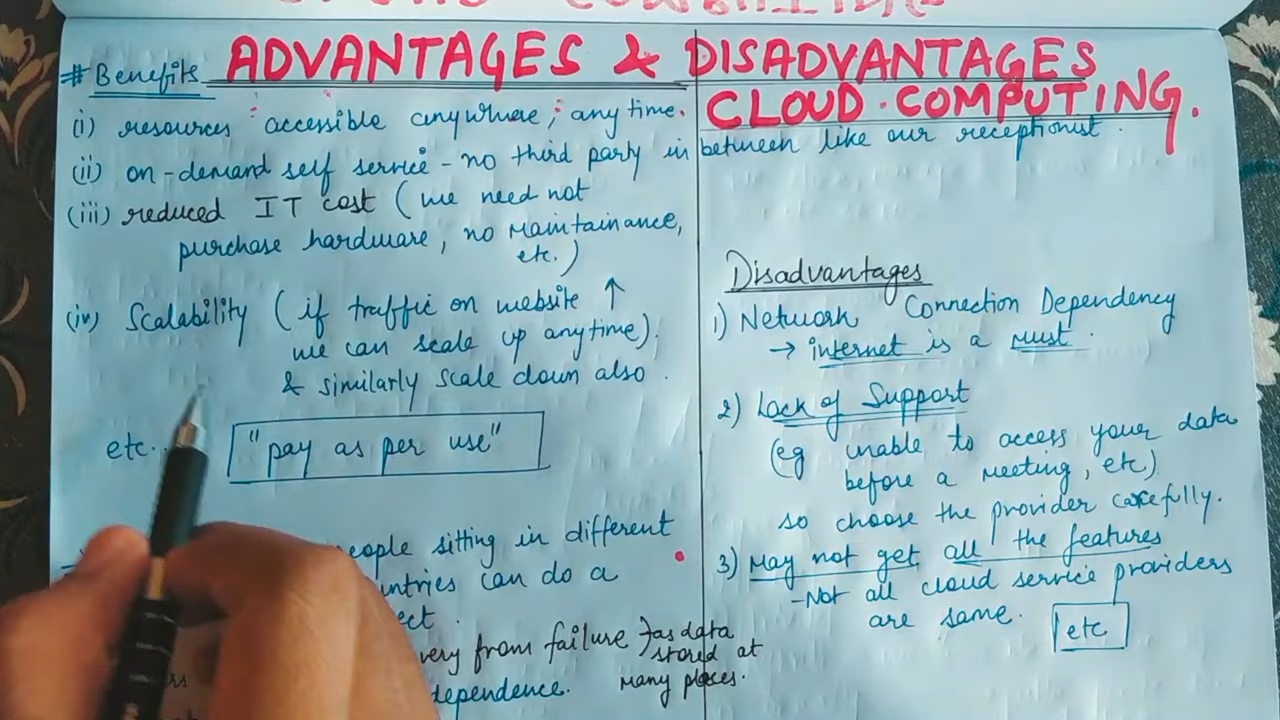 ADVANTAGES & DISADVANTAGES
CLOUD COMPUTING.
# Benefits
(i) resources accessible anywhere, any time.
(ii) on-demand self service - no third party in between like our receptionist.
(iii) reduced IT cost (we need not
purchase hardware, no maintainance,
etc.)
(iv) Scalability (if traffic on website ↑
we can scale up anytime).
& similarly scale down also.
etc..
"pay as per use"
people sitting in different
untries can do a
ect.
very from failure } as data
stored at
many places.
dependence.
Disadvantages
1) Network Connection Dependency
→ internet is a must.
2) Lack of Support
(eg unable to access your data
before a meeting, etc)
so choose the provider carefully.
3) May not get all the features
-Not all cloud service providers
are same.
etc